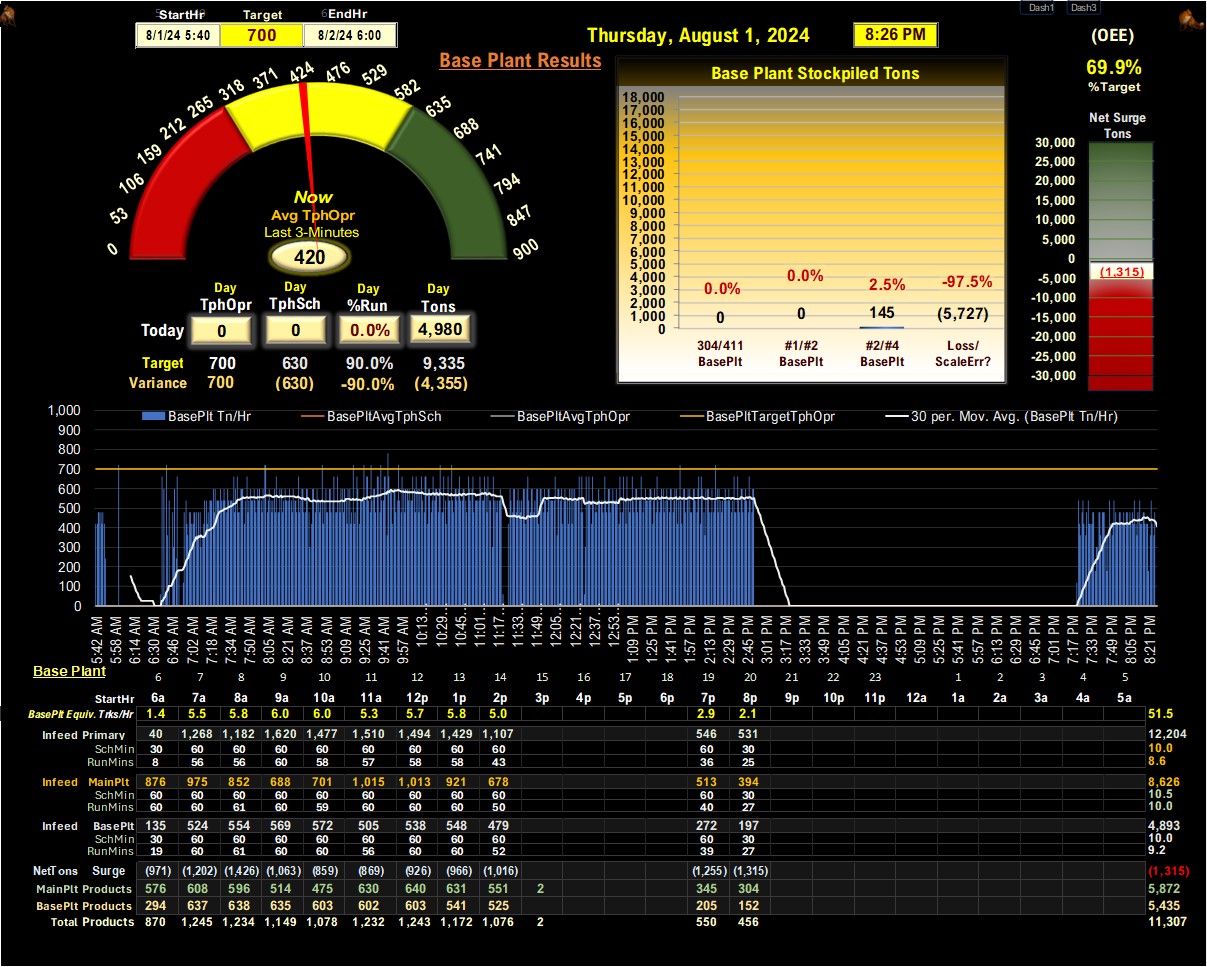 Dash1 Dash3
StartHr Target EndHr
8/1/24 5:40 700 8/2/24 6:00
Thursday, August 1, 2024 8:26 PM
(OEE)
69.9%
%Target
Base Plant Results
0 53 106 159 212 265 318 371 424 476 529 582 635 688 741 794 847 900
Now
Avg TphOpr
Last 3-Minutes
420
Day Day Day Day
TphOpr TphSch %Run Tons
Today 0 0 0.0% 4,980
Target 700 630 90.0% 9,335
Variance 700 (630) -90.0% (4,355)
Base Plant Stockpiled Tons
18,000
17,000
16,000
15,000
14,000
13,000
12,000
11,000
10,000
9,000
8,000
7,000
6,000
5,000
4,000
3,000
2,000
1,000
0
0.0% 0.0% 2.5% -97.5%
0 0 145 (5,727)
304/411 #1/#2 #2/#4 Loss/
BasePlt BasePlt BasePlt ScaleErr?
Net Surge
Tons
30,000
25,000
20,000
15,000
10,000
5,000
0
(1,315)
-5,000
-10,000
-15,000
-20,000
-25,000
-30,000
BasePlt Tn/Hr BasePltAvgTphSch BasePltAvgTphOpr BasePltTargetTphOpr 30 per. Mov. Avg. (BasePlt Tn/Hr)
1,000
900
800
700
600
500
400
300
200
100
0
5:42 AM 5:58 AM 6:14 AM 6:30 AM 6:46 AM 7:02 AM 7:18 AM 7:34 AM 7:50 AM 8:05 AM 8:21 AM 8:37 AM 8:53 AM 9:09 AM 9:25 AM 9:41 AM 9:57 AM 10:13... 10:29... 10:45... 11:01... 11:17... 11:33... 11:49... 12:05... 12:21... 12:37... 12:53... 1:09 PM 1:25 PM 1:41 PM 1:57 PM 2:13 PM 2:29 PM 2:45 PM 3:01 PM 3:17 PM 3:33 PM 3:49 PM 4:05 PM 4:21 PM 4:37 PM 4:53 PM 5:09 PM 5:25 PM 5:41 PM 5:57 PM 6:13 PM 6:29 PM 6:45 PM 7:01 PM 7:17 PM 7:33 PM 7:49 PM 8:05 PM 8:21 PM
Base Plant 6 7 8 9 10 11 12 13 14 15 16 17 18 19 20 21 22 23 1 2 3 4 5
StartHr 6a 7a 8a 9a 10a 11a 12p 1p 2p 3p 4p 5p 6p 7p 8p 9p 10p 11p 12a 1a 2a 3a 4a 5a
BasePlt Equiv. Trks/Hr 1.4 5.5 5.8 6.0 6.0 5.3 5.7 5.8 5.0 2.9 2.1 51.5
Infeed Primary 40 1,268 1,182 1,620 1,477 1,510 1,494 1,429 1,107 546 531 12,204
SchMin 30 60 60 60 60 60 60 60 60 60 30 10.0
RunMins 8 56 56 60 58 57 58 58 43 36 25 8.6
Infeed MainPlt 876 975 852 688 701 1,015 1,013 921 678 513 394 8,626
SchMin 60 60 60 60 60 60 60 60 60 60 30 10.5
RunMins 60 60 61 60 59 60 60 60 50 40 27 10.0
Infeed BasePlt 135 524 554 569 572 505 538 548 479 272 197 4,893
SchMin 30 60 60 60 60 60 60 60 60 60 30 10.0
RunMins 19 60 61 60 60 56 60 60 52 39 27 9.2
NetTons Surge (971) (1,202) (1,426) (1,063) (859) (869) (926) (966) (1,016) (1,255) (1,315) (1,315)
MainPlt Products 576 608 596 514 475 630 640 631 551 2 345 304 5,872
BasePlt Products 294 637 638 635 603 602 603 541 525 205 152 5,435
Total Products 870 1,245 1,234 1,149 1,078 1,232 1,243 1,172 1,076 2 550 456 11,307